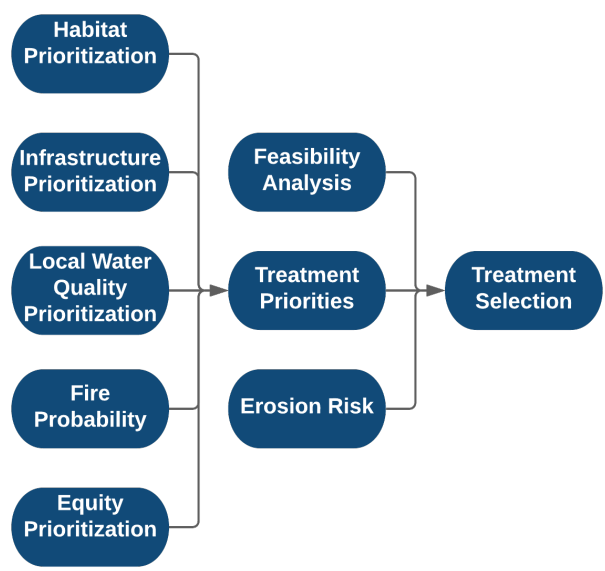 Habitat
Prioritization
Infrastructure
Prioritization
Local Water
Quality
Prioritization
Fire
Probability
Equity
Prioritization
Feasibility
Analysis
Treatment
Priorities
Erosion Risk
Treatment
Selection